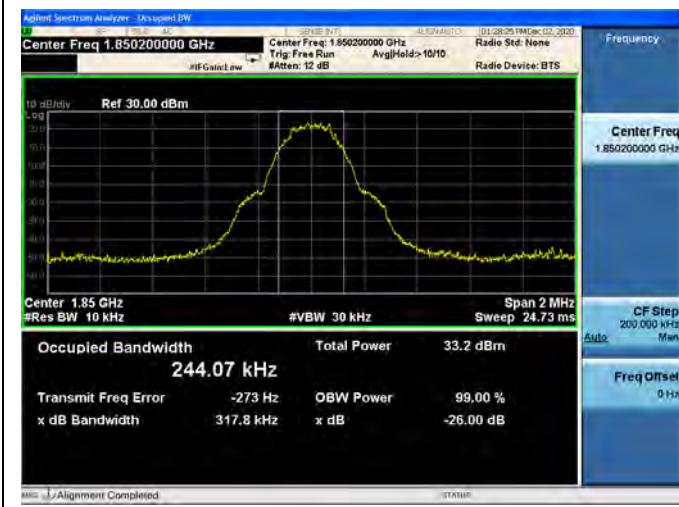 Agilent Spectrum Analyzer - Occupied BW
SENSE:INT
ALIGN AUTO
01:28:25 PM Dec 02, 2020
Center Freq 1.850200000 GHz
Center Freq: 1.850200000 GHz
Radio Std: None
Trig: Free Run
Avg|Hold:> 10/10
#IFGain:Low
#Atten: 12 dB
Radio Device: BTS
Frequency
10 dB/div
Ref 30.00 dBm
Log
Center Freq
1.850200000 GHz
Center 1.85 GHz
Span 2 MHz
#Res BW 10 kHz
#VBW 30 kHz
Sweep 24.73 ms
CF Step
200.000 kHz
Auto
Man
Occupied Bandwidth
Total Power
33.2 dBm
244.07 kHz
Transmit Freq Error
-273 Hz
OBW Power
99.00 %
x dB Bandwidth
317.8 kHz
x dB
-26.00 dB
Freq Offset
0 Hz
MSG
Alignment Completed
STATUS